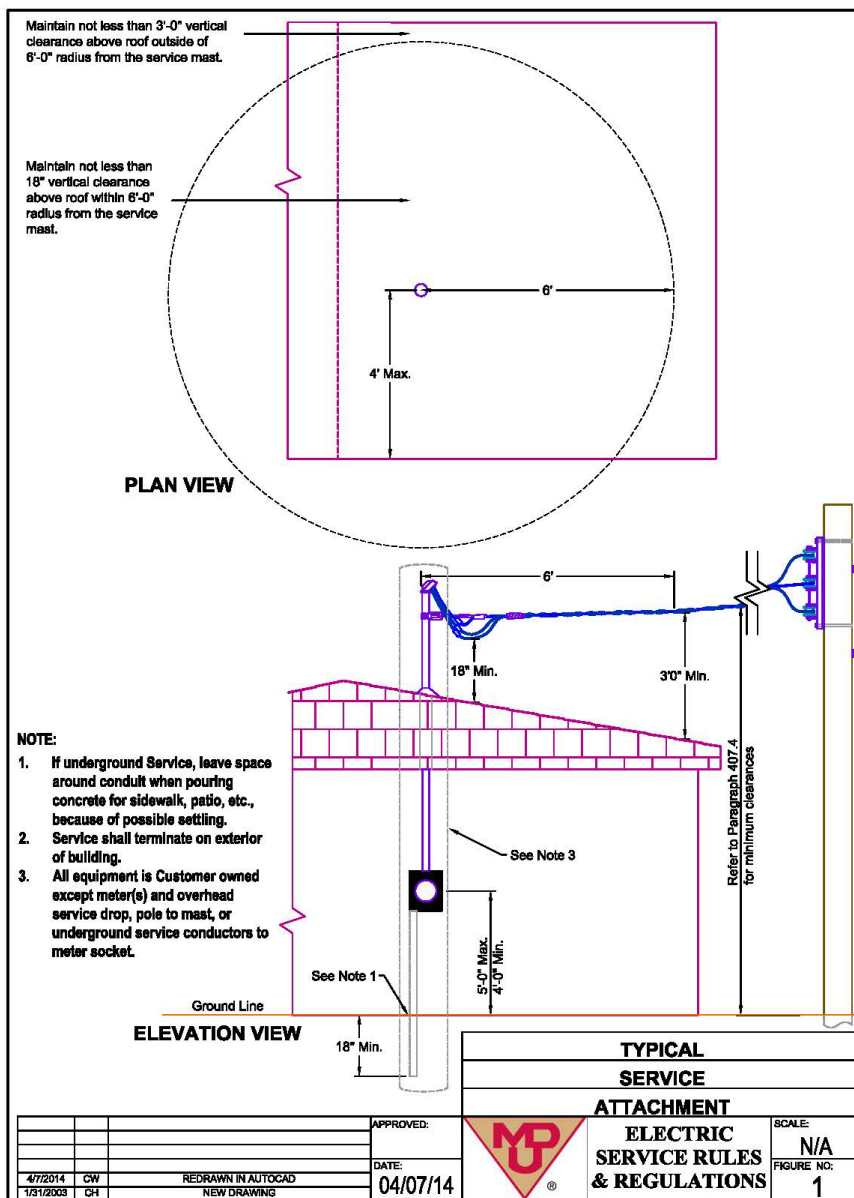 Maintain not less than 3'-0" vertical
clearance above roof outside of
6'-0" radius from the service mast.
Maintain not less than
18" vertical clearance
above roof within 6'-0"
radius from the service
mast.
6'
4' Max.
PLAN VIEW
6'
18" Min.
3'0" Min.
NOTE:
1. If underground Service, leave space
around conduit when pouring
concrete for sidewalk, patio, etc.,
because of possible settling.
2. Service shall terminate on exterior
of building.
3. All equipment is Customer owned
except meter(s) and overhead
service drop, pole to mast, or
underground service conductors to
meter socket.
See Note 3
Refer to Paragraph 407.4
for minimum clearances
5'-0" Max.
4'-0" Min.
See Note 1
Ground Line
ELEVATION VIEW
18" Min.
TYPICAL
SERVICE
ATTACHMENT
APPROVED:
DATE:
04/07/14
MDU
®
ELECTRIC
SERVICE RULES
& REGULATIONS
SCALE:
N/A
FIGURE NO:
1
4/7/2014 CW REDRAWN IN AUTOCAD
1/31/2003 CH NEW DRAWING